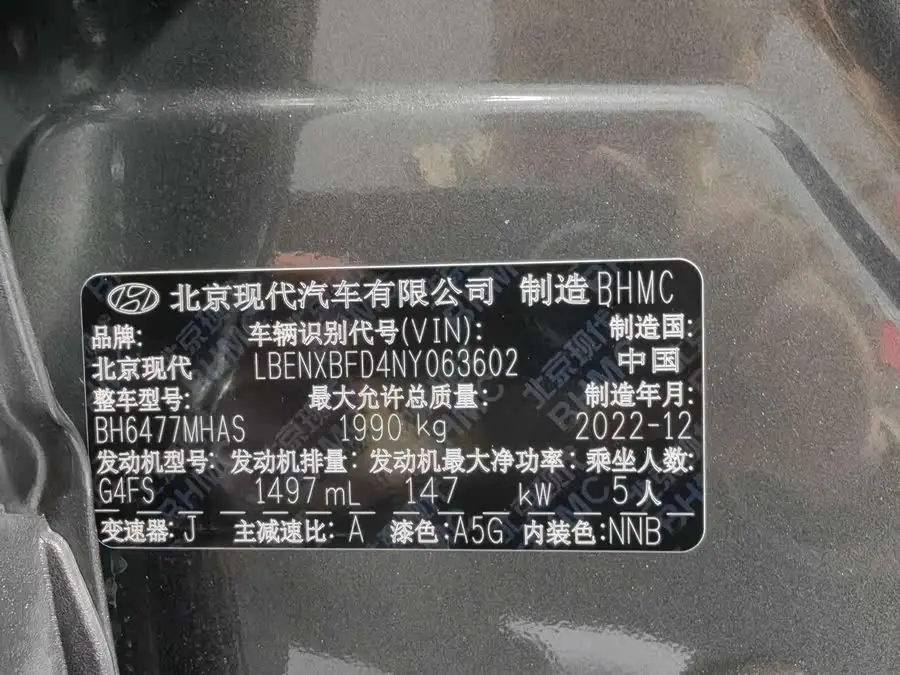 北京现代汽车有限公司 制造 BHMC
品牌: 车辆识别代号(VIN): 制造国:
北京现代 LBENXBFD4NY063602 中国
整车型号: 最大允许总质量: 制造年月:
BH6477MHAS 1990 kg 2022-12
发动机型号: 发动机排量: 发动机最大净功率: 乘坐人数:
G4FS 1497 mL 147 kW 5人
变速器: J 主减速比: A 漆色: A5G 内装色: NNB